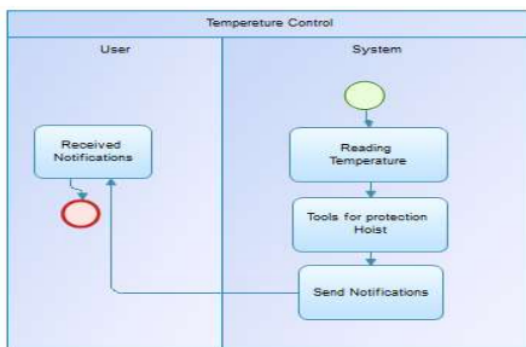 Tempereture Control
User
System
Received
Notifications
Reading
Temperature
Tools for protection
Hoist
Send Notifications